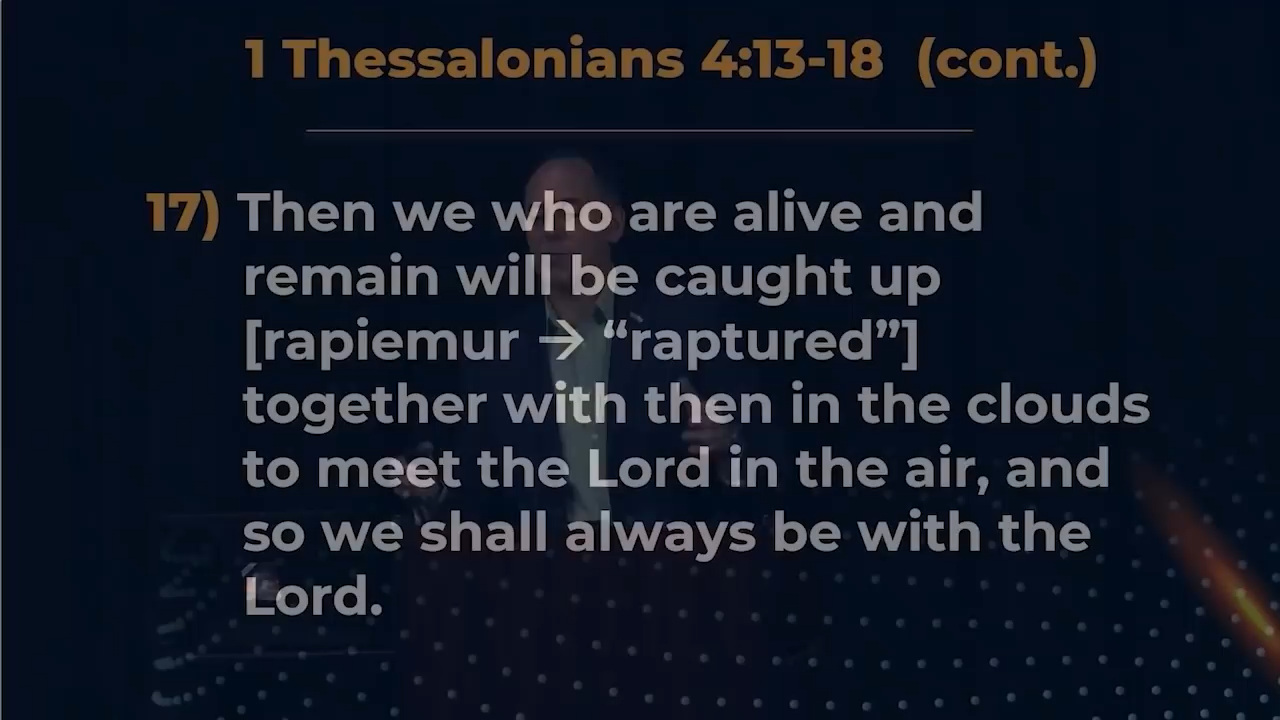 1 Thessalonians 4:13-18 (cont.)
17) Then we who are alive and
remain will be caught up
[rapiemur → “raptured”]
together with then in the clouds
to meet the Lord in the air, and
so we shall always be with the
Lord.